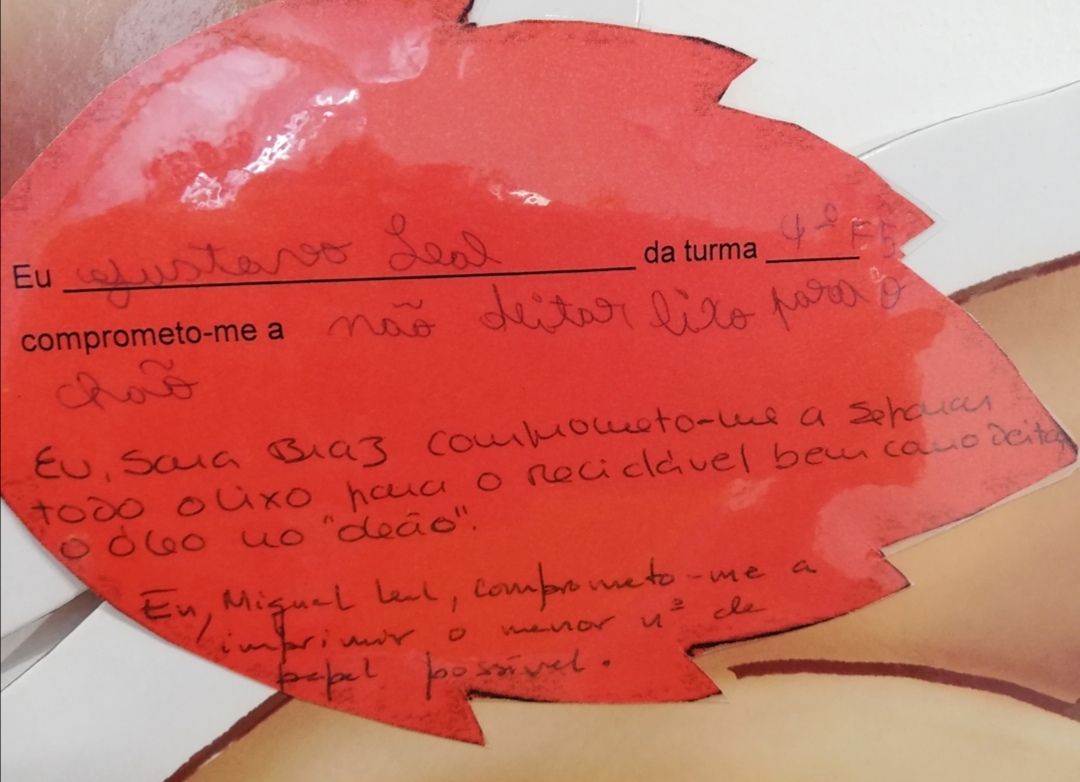 Eu Gustavo Leal da turma 4º F5
comprometo-me a não deitar lixo para o
chão
Eu, Sara Braz comprometo-me a separar
todo o lixo para o reciclável bem como deitar
o óleo no "oleão".
Eu, Miguel Leal, comprometo-me a
imprimir o menor nº de
papel possível.